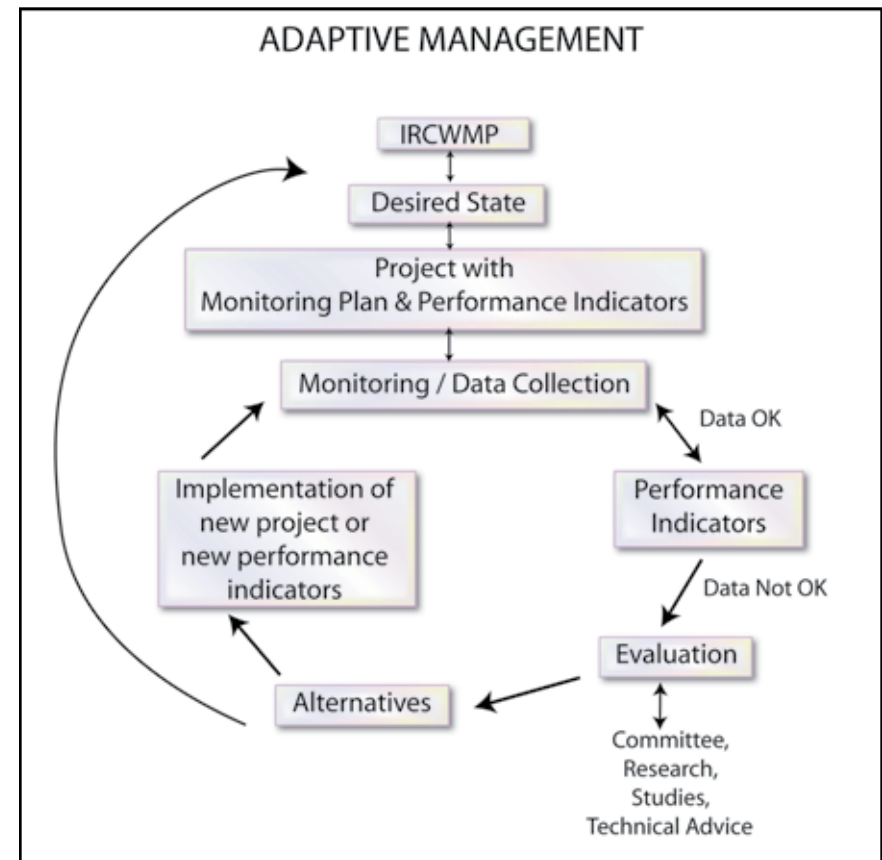 ADAPTIVE MANAGEMENT
IRCWMP
Desired State
Project with
Monitoring Plan & Performance Indicators
Monitoring / Data Collection
Data OK
Performance
Indicators
Data Not OK
Evaluation
Committee,
Research,
Studies,
Technical Advice
Alternatives
Implementation of
new project or
new performance
indicators